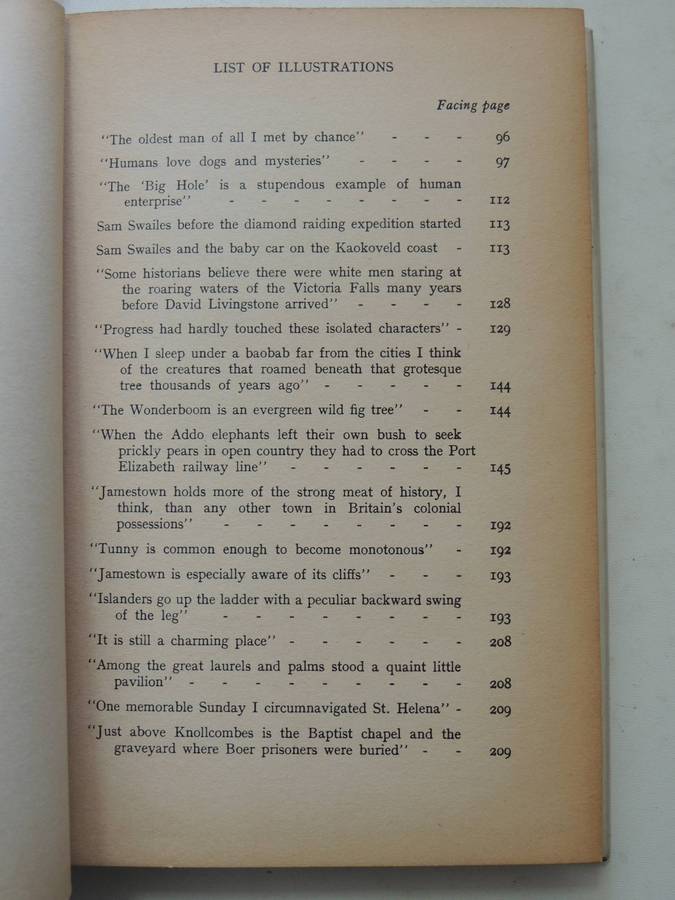 LIST OF ILLUSTRATIONS
Facing page
"The oldest man of all I met by chance" - - - 96
"Humans love dogs and mysteries" - - - - 97
"The 'Big Hole' is a stupendous example of human
enterprise" - - - - - - - - 112
Sam Swailes before the diamond raiding expedition started 113
Sam Swailes and the baby car on the Kaokoveld coast - 113
"Some historians believe there were white men staring at
the roaring waters of the Victoria Falls many years
before David Livingstone arrived" - - - - 128
"Progress had hardly touched these isolated characters" - 129
"When I sleep under a baobab far from the cities I think
of the creatures that roamed beneath that grotesque
tree thousands of years ago" - - - - - 144
"The Wonderboom is an evergreen wild fig tree" - - 144
"When the Addo elephants left their own bush to seek
prickly pears in open country they had to cross the Port
Elizabeth railway line" - - - - - - 145
"Jamestown holds more of the strong meat of history, I
think, than any other town in Britain's colonial
possessions" - - - - - - - - 192
"Tunny is common enough to become monotonous" - 192
"Jamestown is especially aware of its cliffs" - - - 193
"Islanders go up the ladder with a peculiar backward swing
of the leg" - - - - - - - - 193
"It is still a charming place" - - - - - - 208
"Among the great laurels and palms stood a quaint little
pavilion" - - - - - - - - - 208
"One memorable Sunday I circumnavigated St. Helena" - 209
"Just above Knollcombes is the Baptist chapel and the
graveyard where Boer prisoners were buried" - - 209